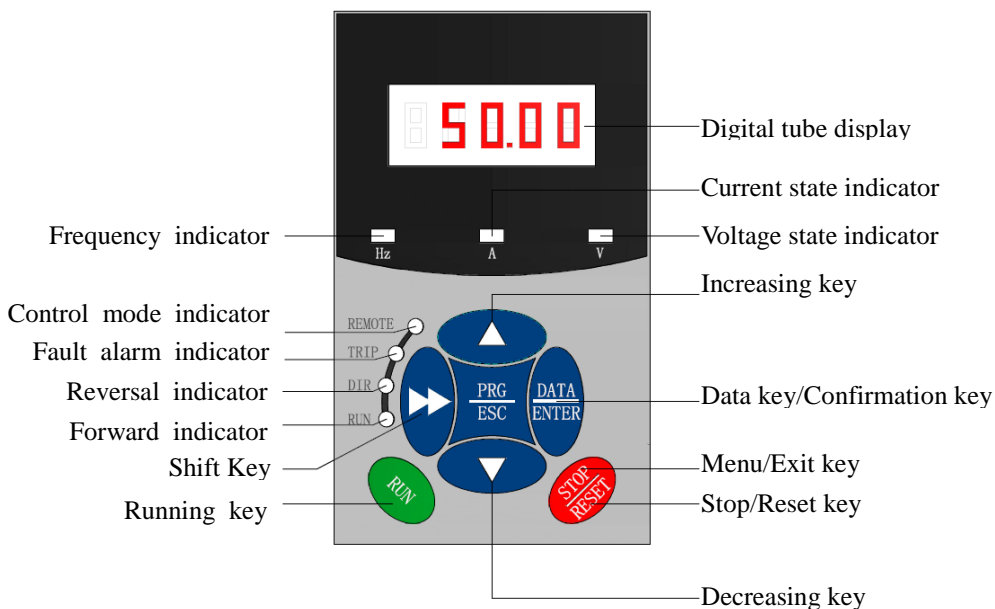 50.00
Digital tube display
Current state indicator
Frequency indicator
Voltage state indicator
Hz
A
V
Increasing key
Control mode indicator
REMOTE
Fault alarm indicator
TRIP
Reversal indicator
DIR
PRG
ESC
DATA
ENTER
Data key/Confirmation key
Forward indicator
RUN
Shift Key
Menu/Exit key
Running key
RUN
STOP
RESET
Stop/Reset key
Decreasing key